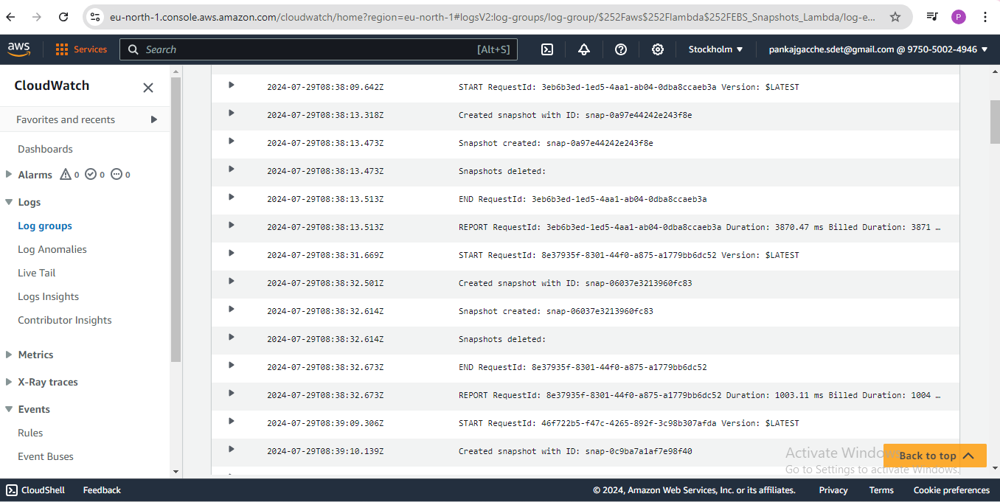 eu-north-1.console.aws.amazon.com/cloudwatch/home?region=eu-north-1#logsV2:log-groups/log-group/$252Faws$252Flambda$252FEBS_Snapshots_Lambda/log-e...
P
aws Services Search [Alt+S] Stockholm pankajgacche.sdet@gmail.com @ 9750-5002-4946
CloudWatch
Favorites and recents
Dashboards
Alarms 0 0 0
Logs
Log groups
Log Anomalies
Live Tail
Logs Insights
Contributor Insights
Metrics
X-Ray traces
Events
Rules
Event Buses
2024-07-29T08:38:09.642Z START RequestId: 3eb6b3ed-1ed5-4aa1-ab04-0dba8ccaeb3a Version: $LATEST
2024-07-29T08:38:13.318Z Created snapshot with ID: snap-0a97e44242e243f8e
2024-07-29T08:38:13.473Z Snapshot created: snap-0a97e44242e243f8e
2024-07-29T08:38:13.473Z Snapshots deleted:
2024-07-29T08:38:13.513Z END RequestId: 3eb6b3ed-1ed5-4aa1-ab04-0dba8ccaeb3a
2024-07-29T08:38:13.513Z REPORT RequestId: 3eb6b3ed-1ed5-4aa1-ab04-0dba8ccaeb3a Duration: 3870.47 ms Billed Duration: 3871 …
2024-07-29T08:38:31.669Z START RequestId: 8e37935f-8301-44f0-a875-a1779bb6dc52 Version: $LATEST
2024-07-29T08:38:32.501Z Created snapshot with ID: snap-06037e3213960fc83
2024-07-29T08:38:32.614Z Snapshot created: snap-06037e3213960fc83
2024-07-29T08:38:32.614Z Snapshots deleted:
2024-07-29T08:38:32.673Z END RequestId: 8e37935f-8301-44f0-a875-a1779bb6dc52
2024-07-29T08:38:32.673Z REPORT RequestId: 8e37935f-8301-44f0-a875-a1779bb6dc52 Duration: 1003.11 ms Billed Duration: 1004 …
2024-07-29T08:39:09.306Z START RequestId: 46f722b5-f47c-4265-892f-3c98b307afda Version: $LATEST
2024-07-29T08:39:10.139Z Created snapshot with ID: snap-0c9ba7a1af7e98f40
Activate Windows
Back to top
Go to Settings to activate Windows.
CloudShell Feedback © 2024, Amazon Web Services, Inc. or its affiliates. Privacy Terms Cookie preferences